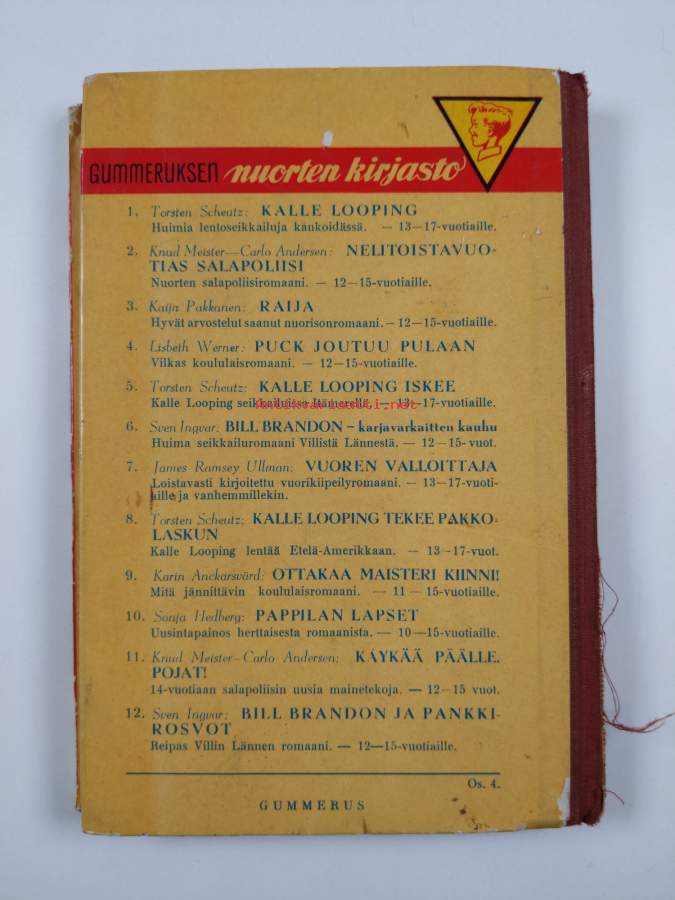 GUMMERUKSEN nuorten kirjasto
1. Torsten Scheutz: KALLE LOOPING
Huimia lentoseikkailuja kaukoidässä. — 13—17-vuotiaille.
2. Knud Meister—Carlo Andersen: NELITOISTAVUO-
TIAS SALAPOLIISI
Nuorten salapoliisiromaani. — 12—15-vuotiaille.
3. Kaija Pakkanen: RAIJA
Hyvät arvostelut saanut nuorisonromaani. — 12—15-vuotiaille.
4. Lisbeth Werner: PUCK JOUTUU PULAAN
Vilkas koululaisromaani. — 12—15-vuotiaille.
5. Torsten Scheutz: KALLE LOOPING ISKEE
Kalle Looping seikkailuissa Itämerellä. — 13—17-vuotiaille.
antikvariaatti.net
6. Sven Ingvar: BILL BRANDON – karjavarkaitten kauhu
Huima seikkailuromaani Villistä Lännestä. — 12—15-vuot.
7. James Ramsey Ullman: VUOREN VALLOITTAJA
Loistavasti kirjoitettu vuorikiipeilyromaani. — 13—17-vuoti-
aille ja vanhemmillekin.
8. Torsten Scheutz: KALLE LOOPING TEKEE PAKKO-
LASKUN
Kalle Looping lentää Etelä-Amerikkaan. — 13—17-vuot.
9. Karin Anckarsvärd: OTTAKAA MAISTERI KIINNI!
Mitä jännittävin koululaisromaani. — 11—15-vuotiaille.
10. Sonja Hedberg: PAPPILAN LAPSET
Uusintapainos herttaisesta romaanista. — 10—15-vuotiaille.
11. Knud Meister—Carlo Andersen: KÄYKÄÄ PÄÄLLE,
POJAT!
14-vuotiaan salapoliisin uusia mainetekoja. — 12—15 vuot.
12. Sven Ingvar: BILL BRANDON JA PANKKI-
ROSVOT
Reipas Villin Lännen romaani. — 12—15-vuotiaille.
Os. 4.
GUMMERUS